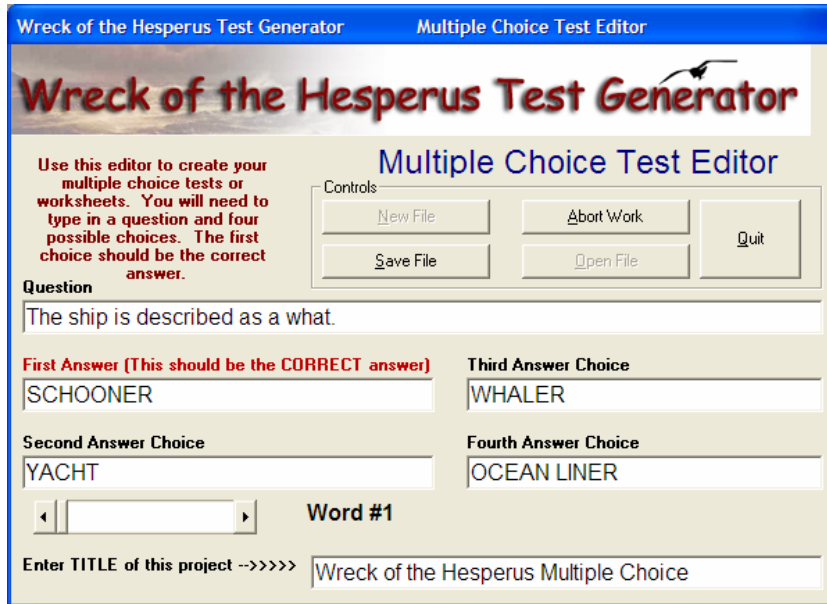 Wreck of the Hesperus Test Generator Multiple Choice Test Editor
Wreck of the Hesperus Test Generator
Use this editor to create your
multiple choice tests or
worksheets. You will need to
type in a question and four
possible choices. The first
choice should be the correct
answer.
Multiple Choice Test Editor
Controls
New File
Abort Work
Quit
Save File
Open File
Question
The ship is described as a what.
First Answer (This should be the CORRECT answer)
SCHOONER
Third Answer Choice
WHALER
Second Answer Choice
YACHT
Fourth Answer Choice
OCEAN LINER
Word #1
Enter TITLE of this project -->>>>>
Wreck of the Hesperus Multiple Choice